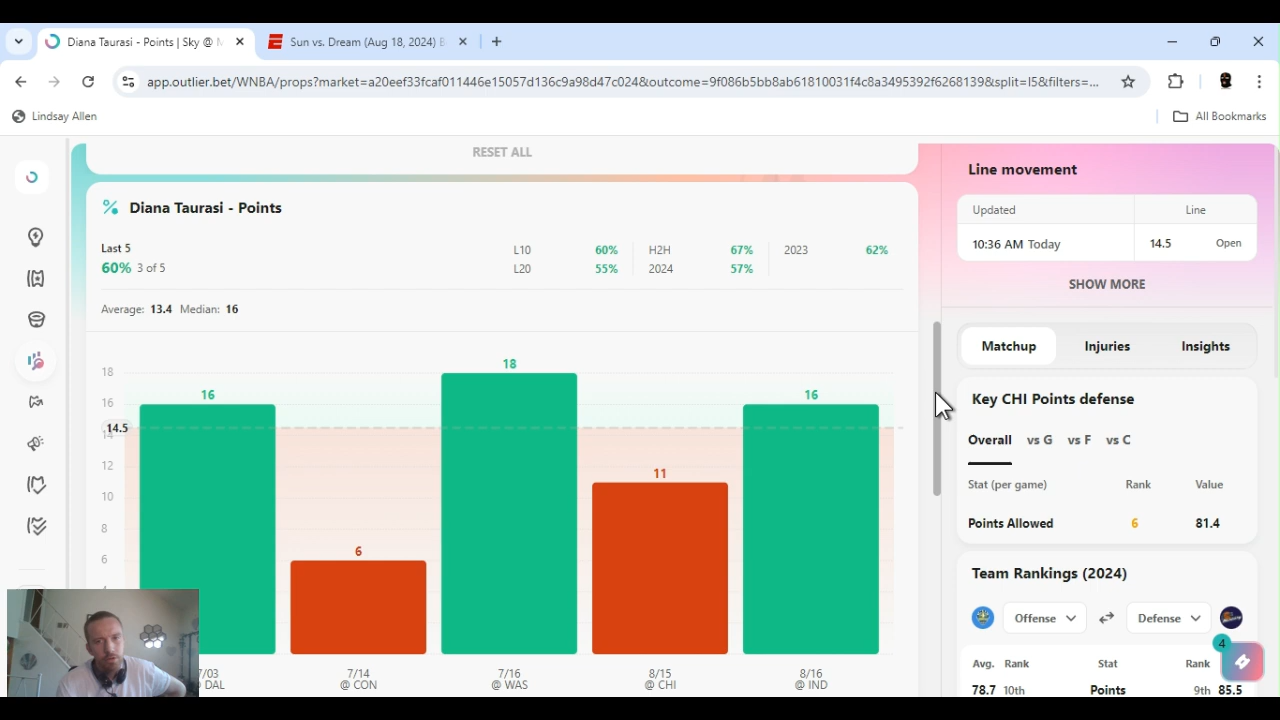 Diana Taurasi - Points | Sky @ M
Sun vs. Dream (Aug 18, 2024) B
app.outlier.bet/WNBA/props?market=a20eef33fcaf011446e15057d136c9a98d47c024&outcome=9f086b5bb8ab61810031f4c8a3495392f6268139&split=l5&filters=...
Lindsay Allen
All Bookmarks
RESET ALL
Diana Taurasi - Points
Last 5
60% 3 of 5
L10 60% H2H 67% 2023 62%
L20 55% 2024 57%
Average: 13.4 Median: 16
18
16
14.5
14
12
10
8
6
16
6
18
11
16
7/03
DAL
7/14
@ CON
7/16
@ WAS
8/15
@ CHI
8/16
@ IND
Line movement
Updated Line
10:36 AM Today 14.5 Open
SHOW MORE
Matchup Injuries Insights
Key CHI Points defense
Overall vs G vs F vs C
Stat (per game) Rank Value
Points Allowed 6 81.4
Team Rankings (2024)
Offense Defense
4
Avg. Rank Stat Rank
78.7 10th Points 9th 85.5